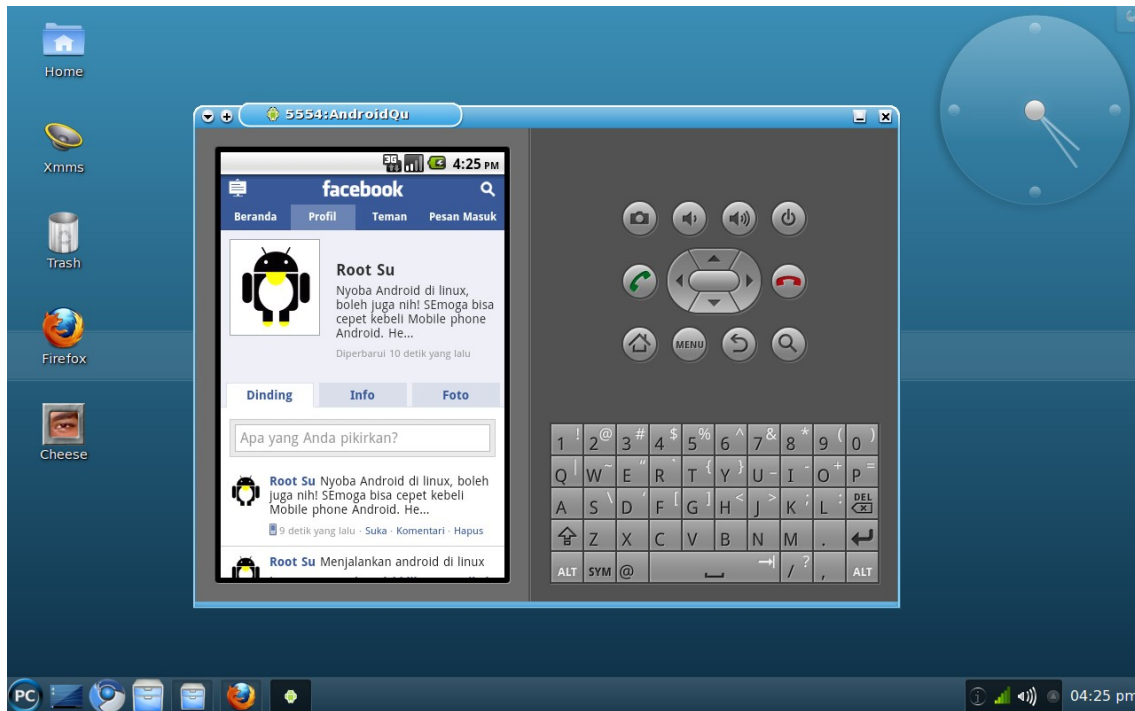 Home
Xmms
Trash
Firefox
Cheese
5554:AndroidQu
3G 4:25 PM
facebook
Beranda Profil Teman Pesan Masuk
Root Su
Nyoba Android di linux,
boleh juga nih! SEmoga bisa
cepet kebeli Mobile phone
Android. He...
Diperbarui 10 detik yang lalu
Dinding Info Foto
Apa yang Anda pikirkan?
Root Su Nyoba Android di linux, boleh
juga nih! SEmoga bisa cepet kebeli
Mobile phone Android. He...
9 detik yang lalu · Suka · Komentari · Hapus
Root Su Menjalankan android di linux
MENU
1 ! 2 @ 3 # 4 $ 5 % 6 ^ 7 & 8 * 9 ( 0 )
Q | W ~ E " R ` T { Y } U - I - O + P =
A S \ D ' F [ G ] H < J > K ; L : DEL
Z X C V B N M .
ALT SYM @ / ? , ALT
PC
04:25 pm